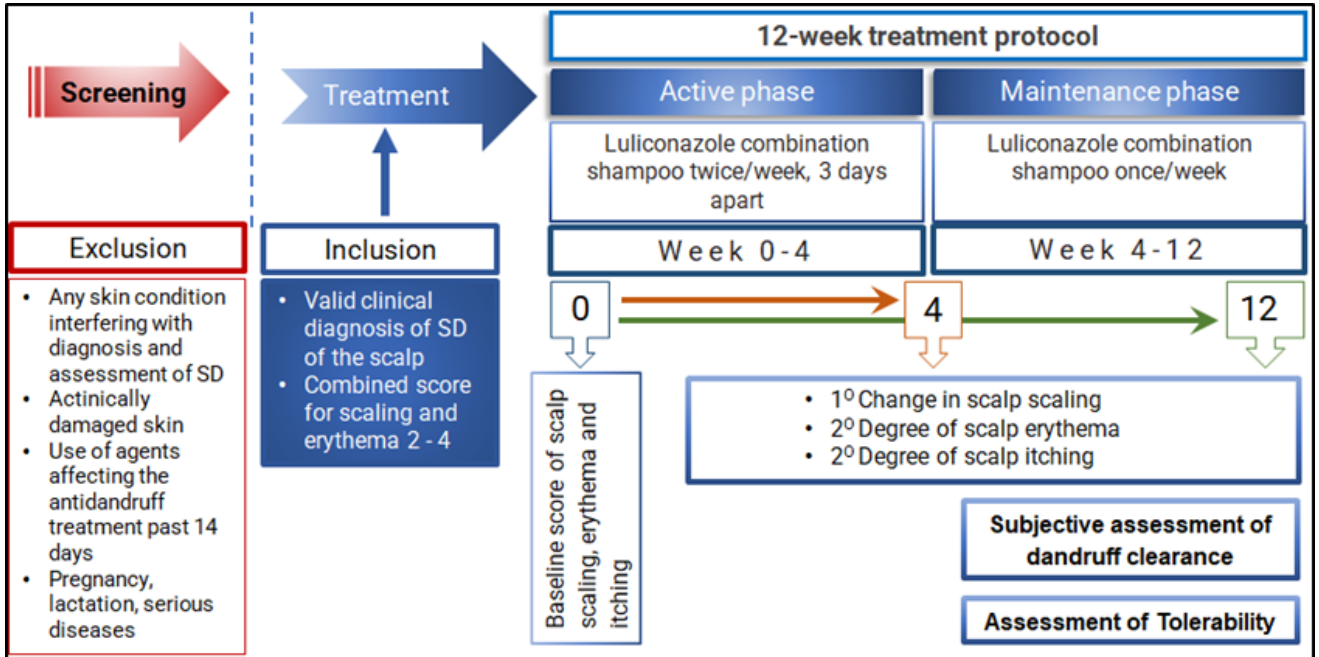 Screening
Treatment
12-week treatment protocol
Active phase
Maintenance phase
Luliconazole combination
shampoo twice/week, 3 days
apart
Luliconazole combination
shampoo once/week
Exclusion
Inclusion
Week 0-4
Week 4-12
• Any skin condition
interfering with
diagnosis and
assessment of SD
• Actinically
damaged skin
• Use of agents
affecting the
antidandruff
treatment past 14
days
• Pregnancy,
lactation, serious
diseases
• Valid clinical
diagnosis of SD
of the scalp
• Combined score
for scaling and
erythema 2 - 4
0
4
12
Baseline score of scalp
scaling, erythema and
itching
• 1⁰ Change in scalp scaling
• 2⁰ Degree of scalp erythema
• 2⁰ Degree of scalp itching
Subjective assessment of
dandruff clearance
Assessment of Tolerability